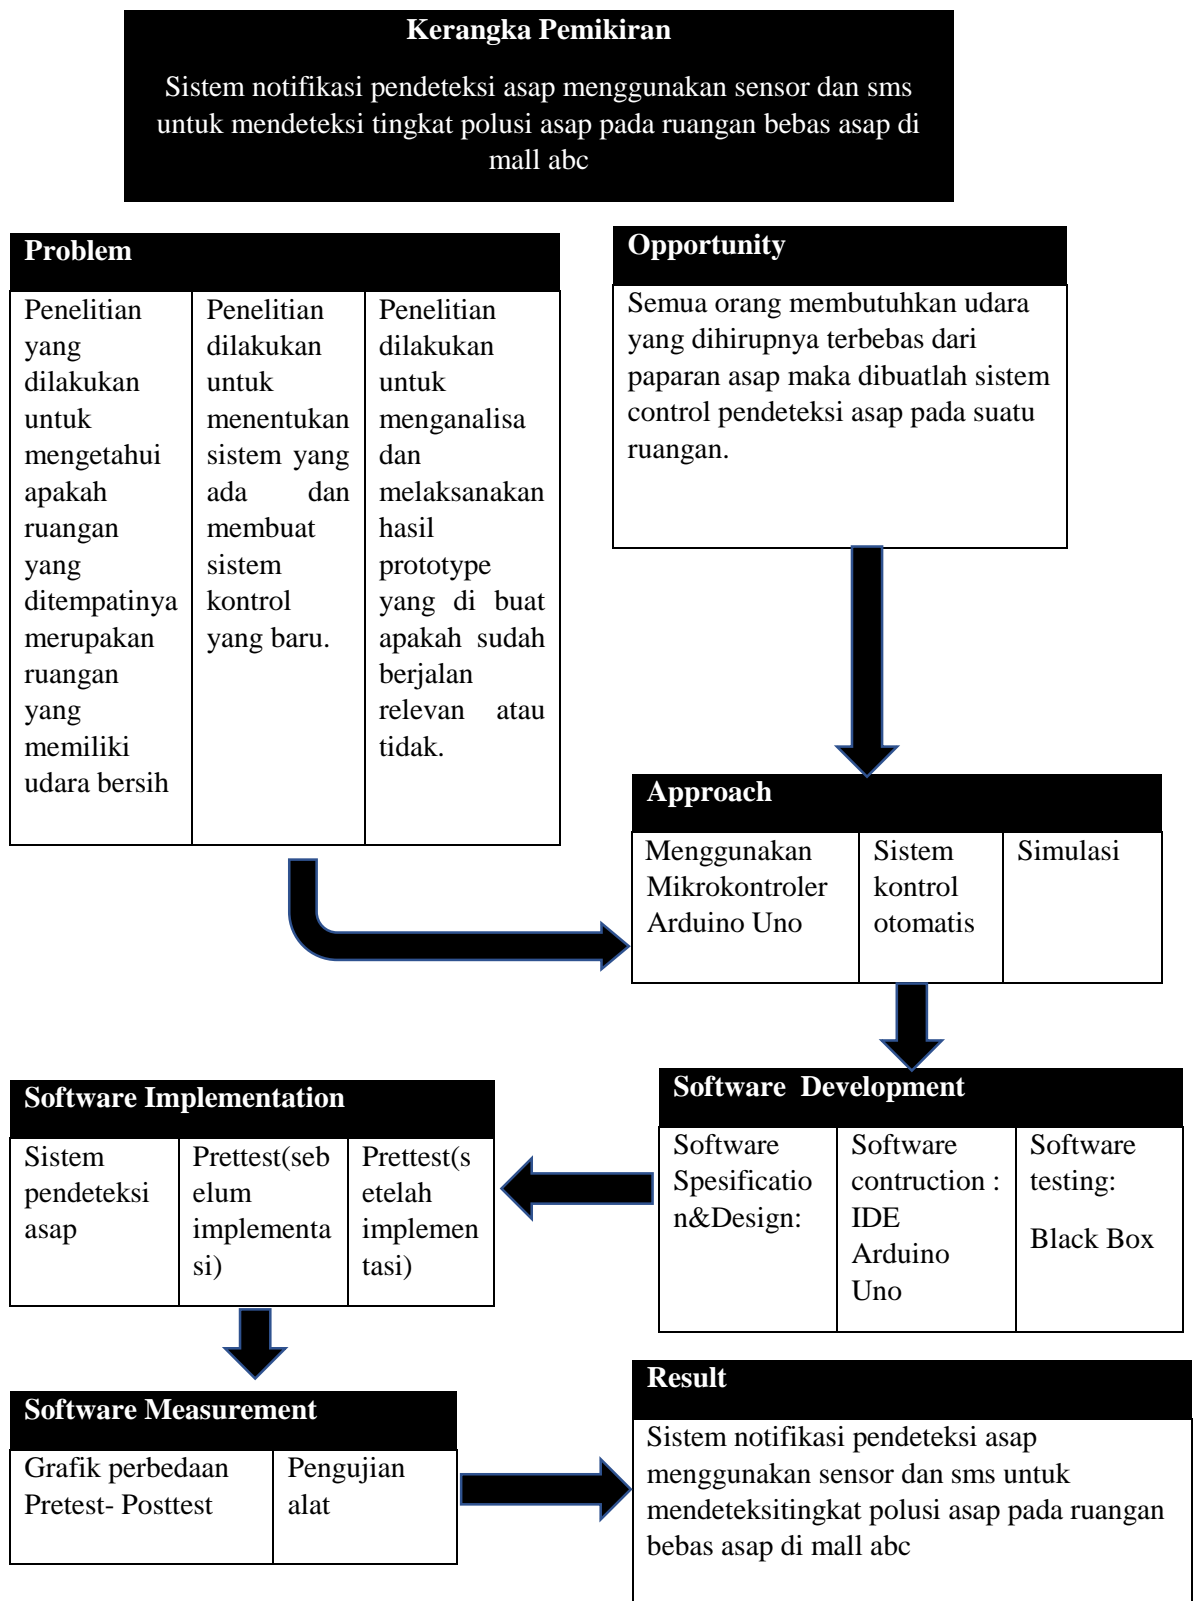 Kerangka Pemikiran
Sistem notifikasi pendeteksi asap menggunakan sensor dan sms
untuk mendeteksi tingkat polusi asap pada ruangan bebas asap di
mall abc
Problem
Penelitian
yang
dilakukan
untuk
mengetahui
apakah
ruangan
yang
ditempatinya
merupakan
ruangan
yang
memiliki
udara bersih
Penelitian
dilakukan
untuk
menentukan
sistem yang
ada dan
membuat
sistem
kontrol
yang baru.
Penelitian
dilakukan
untuk
menganalisa
dan
melaksanakan
hasil
prototype
yang di buat
apakah sudah
berjalan
relevan atau
tidak.
Opportunity
Semua orang membutuhkan udara
yang dihirupnya terbebas dari
paparan asap maka dibuatlah sistem
control pendeteksi asap pada suatu
ruangan.
Approach
Menggunakan
Mikrokontroler
Arduino Uno
Sistem
kontrol
otomatis
Simulasi
Software Development
Software
Spesificatio
n&Design:
Software
contruction :
IDE
Arduino
Uno
Software
testing:
Black Box
Software Implementation
Sistem
pendeteksi
asap
Prettest(seb
elum
implementa
si)
Prettest(s
etelah
implemen
tasi)
Software Measurement
Grafik perbedaan
Pretest- Posttest
Pengujian
alat
Result
Sistem notifikasi pendeteksi asap
menggunakan sensor dan sms untuk
mendeteksitingkat polusi asap pada ruangan
bebas asap di mall abc